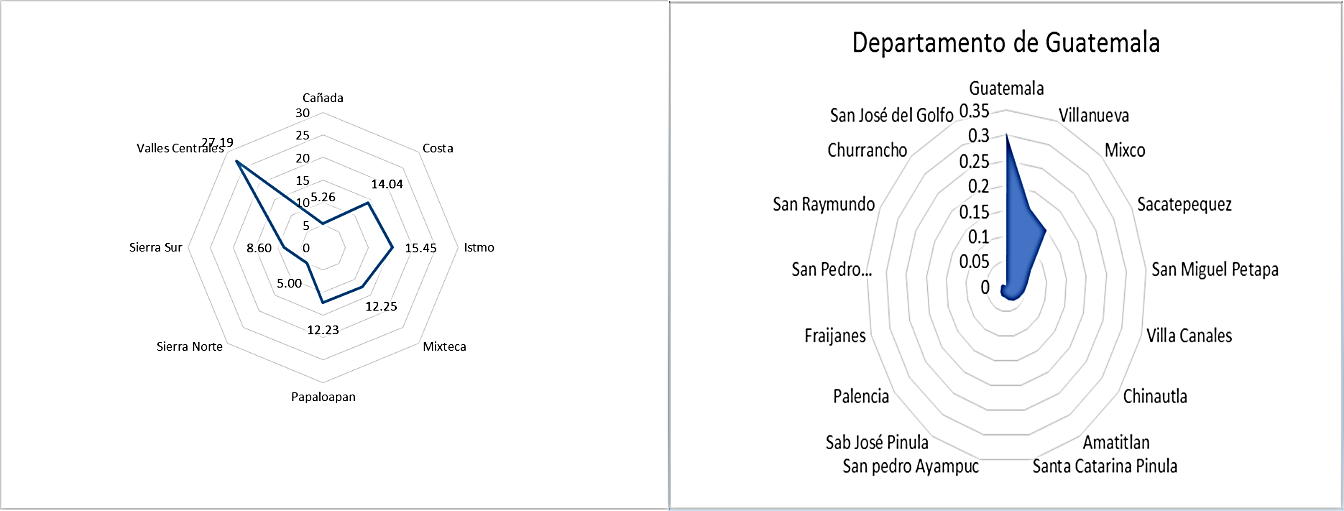 Cañada
30
25
20
15
10
5
0
Costa
Istmo
Mixteca
Papaloapan
Sierra Norte
Sierra Sur
Valles Centrales
5.26
14.04
15.45
12.25
12.23
5.00
8.60
27.19
Departamento de Guatemala
Guatemala
Villanueva
Mixco
Sacatepequez
San Miguel Petapa
Villa Canales
Chinautla
Amatitlan
Santa Catarina Pinula
San pedro Ayampuc
Sab José Pinula
Palencia
Fraijanes
San Pedro...
San Raymundo
Churrancho
San José del Golfo
0.35
0.3
0.25
0.2
0.15
0.1
0.05
0